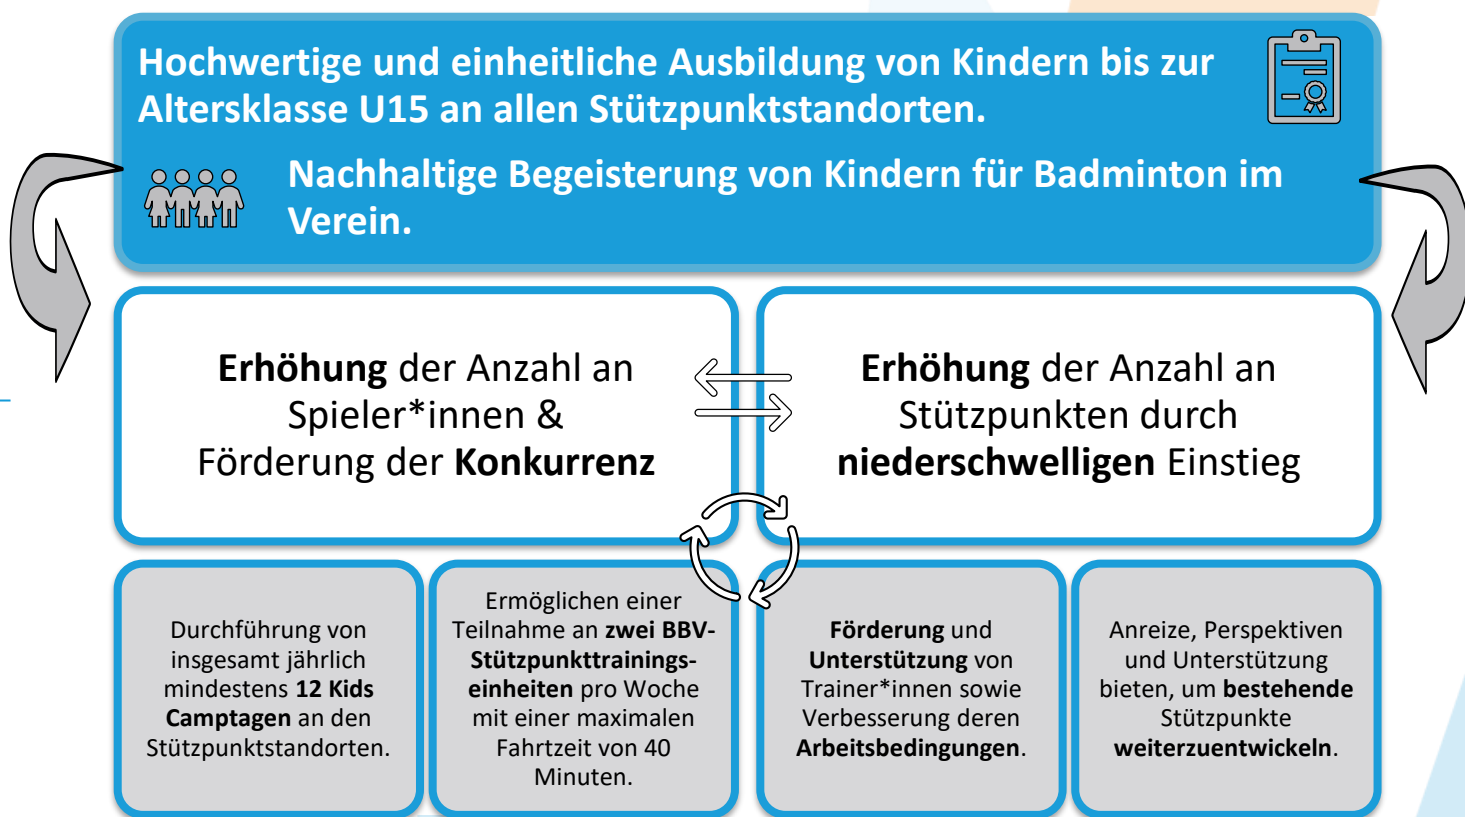 Hochwertige und einheitliche Ausbildung von Kindern bis zur
Altersklasse U15 an allen Stützpunktstandorten.
Nachhaltige Begeisterung von Kindern für Badminton im
Verein.
Erhöhung der Anzahl an
Spieler*innen &
Förderung der Konkurrenz
Erhöhung der Anzahl an
Stützpunkten durch
niederschwelligen Einstieg
Durchführung von
insgesamt jährlich
mindestens 12 Kids
Camptagen an den
Stützpunktstandorten.
Ermöglichen einer
Teilnahme an zwei BBV-
Stützpunkttrainings-
einheiten pro Woche
mit einer maximalen
Fahrtzeit von 40
Minuten.
Förderung und
Unterstützung von
Trainer*innen sowie
Verbesserung deren
Arbeitsbedingungen.
Anreize, Perspektiven
und Unterstützung
bieten, um bestehende
Stützpunkte
weiterzuentwickeln.